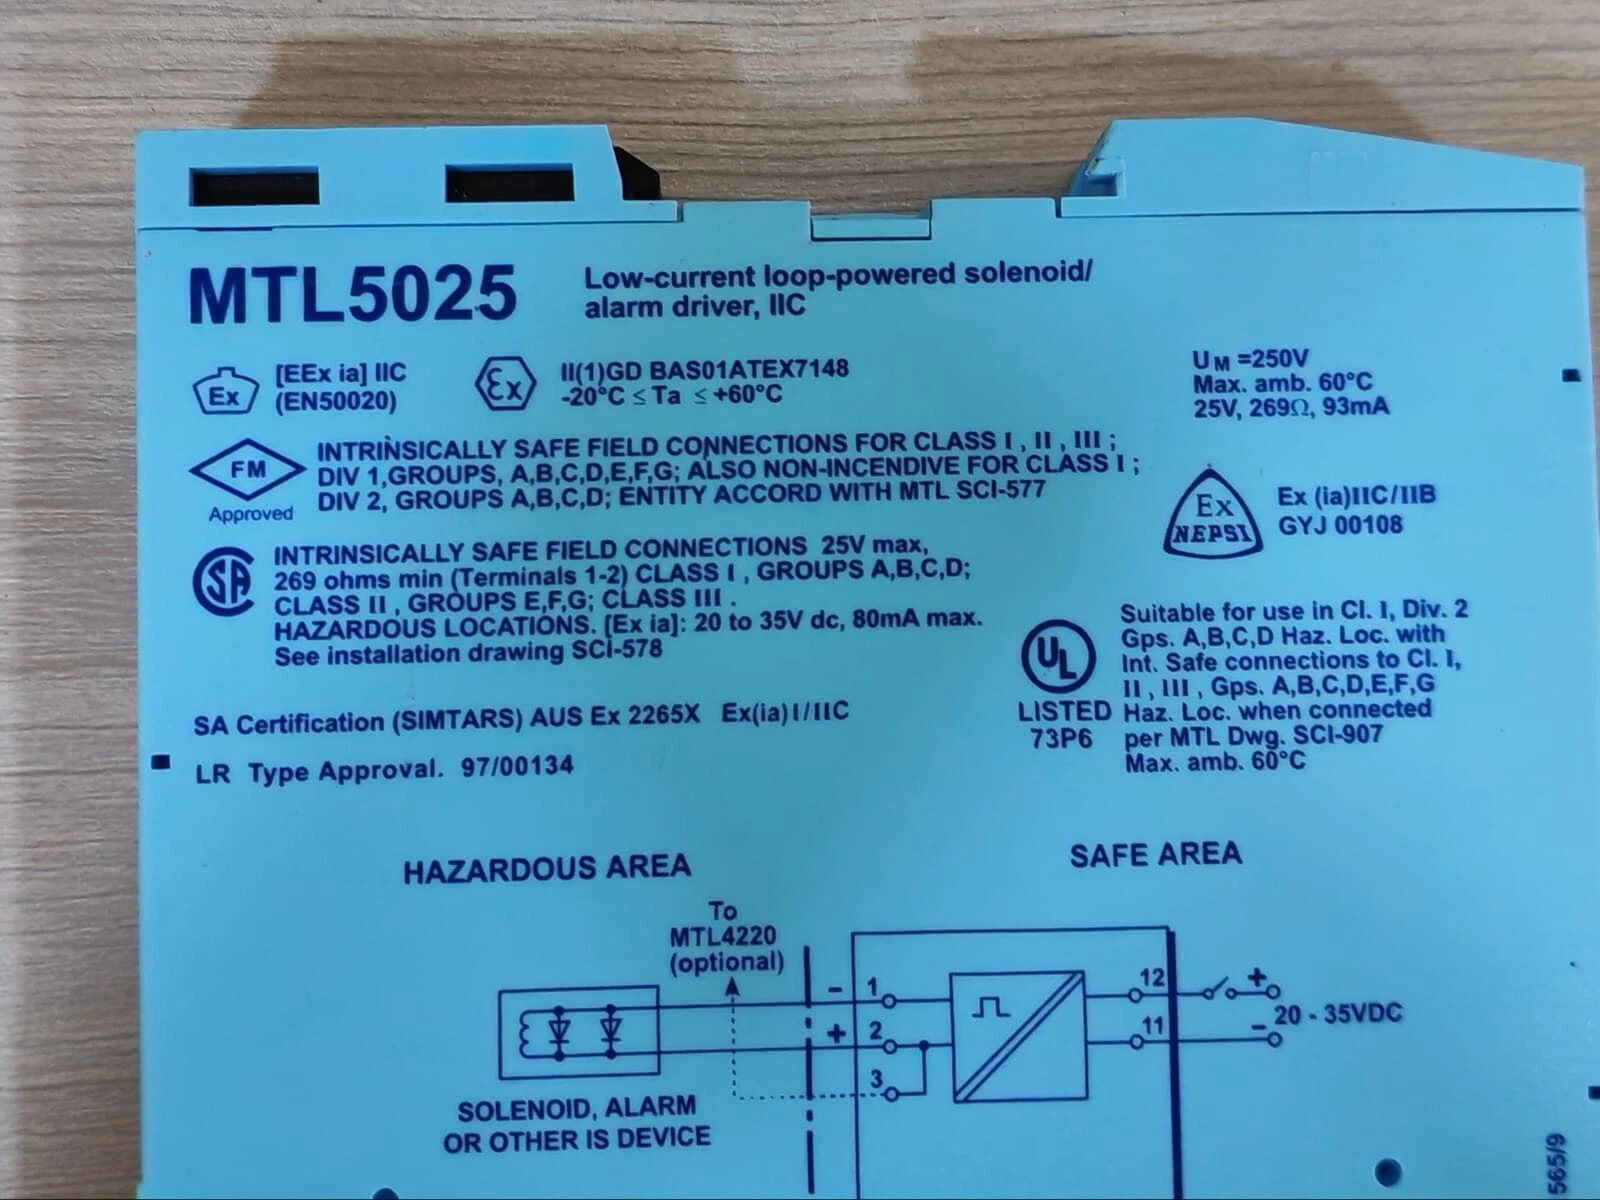 MTL5025
Low-current loop-powered solenoid/
alarm driver, IIC
Ex
[EEx ia] IIC
(EN50020)
Ex
II(1)GD BAS01ATEX7148
-20°C ≤ Ta ≤ +60°C
UM =250V
Max. amb. 60°C
25V, 269Ω, 93mA
FM
Approved
INTRINSICALLY SAFE FIELD CONNECTIONS FOR CLASS I , II , III ;
DIV 1,GROUPS, A,B,C,D,E,F,G; ALSO NON-INCENDIVE FOR CLASS I ;
DIV 2, GROUPS A,B,C,D; ENTITY ACCORD WITH MTL SCI-577
Ex
NEPSI
Ex (ia)IIC/IIB
GYJ 00108
SA
INTRINSICALLY SAFE FIELD CONNECTIONS 25V max,
269 ohms min (Terminals 1-2) CLASS I , GROUPS A,B,C,D;
CLASS II , GROUPS E,F,G; CLASS III .
HAZARDOUS LOCATIONS. [Ex ia]: 20 to 35V dc, 80mA max.
See installation drawing SCI-578
UL
LISTED
73P6
Suitable for use in Cl. I, Div. 2
Gps. A,B,C,D Haz. Loc. with
Int. Safe connections to Cl. I,
II , III , Gps. A,B,C,D,E,F,G
Haz. Loc. when connected
per MTL Dwg. SCI-907
Max. amb. 60°C
SA Certification (SIMTARS) AUS Ex 2265X Ex(ia)I/IIC
LR Type Approval. 97/00134
HAZARDOUS AREA
SAFE AREA
To
MTL4220
(optional)
- 1
+ 2
3
12 +
11 -
20 - 35VDC
SOLENOID, ALARM
OR OTHER IS DEVICE
565/9